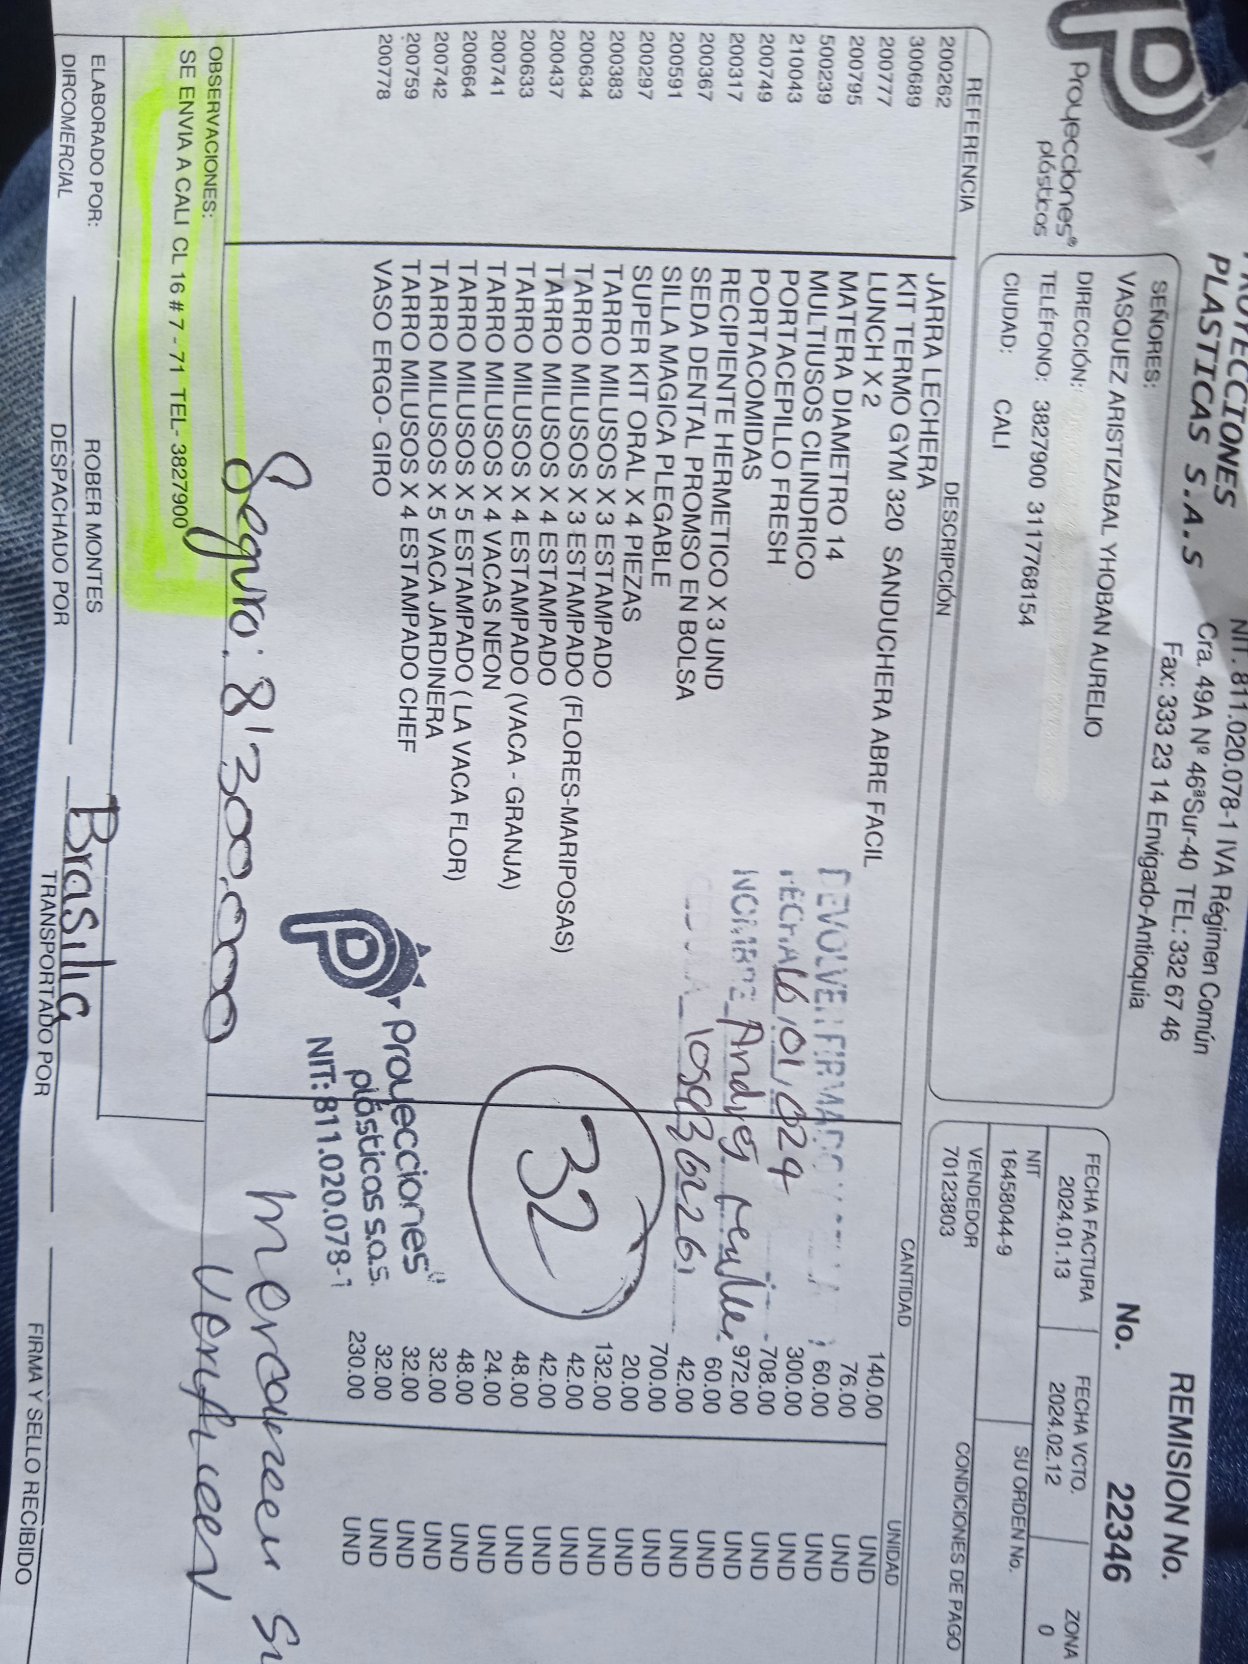 PROYECCIONES
PLASTICAS S.A.S
NIT. 811.020.078-1 IVA Régimen Común
Cra. 49A Nº 46ªSur-40 TEL: 332 67 46
Fax: 333 23 14 Envigado-Antioquia
REMISION No.
No. 22346
Proyecciones®
plásticos
SEÑORES:
VASQUEZ ARISTIZABAL YHOBAN AURELIO
DIRECCIÓN:
TELÉFONO: 3827900 3117768154
CIUDAD: CALI
FECHA FACTURA FECHA VCTO. ZONA
2024.01.13 2024.02.12 0
NIT SU ORDEN No.
16458044-9
VENDEDOR CONDICIONES DE PAGO
70123803
REFERENCIA DESCRIPCIÓN CANTIDAD UNIDAD
200262 JARRA LECHERA 140.00 UND
300689 KIT TERMO GYM 320 SANDUCHERA ABRE FACIL 76.00 UND
200777 LUNCH X 2 60.00 UND
200795 MATERA DIAMETRO 14 300.00 UND
500239 MULTIUSOS CILINDRICO 708.00 UND
210043 PORTACEPILLO FRESH 972.00 UND
200749 PORTACOMIDAS 60.00 UND
200317 RECIPIENTE HERMETICO X 3 UND 42.00 UND
200367 SEDA DENTAL PROMSO EN BOLSA 700.00 UND
200591 SILLA MAGICA PLEGABLE 20.00 UND
200297 SUPER KIT ORAL X 4 PIEZAS 132.00 UND
200383 TARRO MILUSOS X 3 ESTAMPADO 42.00 UND
200634 TARRO MILUSOS X 3 ESTAMPADO (FLORES-MARIPOSAS) 42.00 UND
200437 TARRO MILUSOS X 4 ESTAMPADO 48.00 UND
200633 TARRO MILUSOS X 4 ESTAMPADO (VACA - GRANJA) 24.00 UND
200741 TARRO MILUSOS X 4 VACAS NEON 48.00 UND
200664 TARRO MILUSOS X 5 ESTAMPADO ( LA VACA FLOR) 32.00 UND
200742 TARRO MILUSOS X 5 VACA JARDINERA 32.00 UND
200759 TARRO MILUSOS X 4 ESTAMPADO CHEF 32.00 UND
200778 VASO ERGO- GIRO 230.00 UND
DEVOLVER FIRMADO
FECHA 16/01/024
NOMBRE Andres
32
Proyecciones
plásticas s.a.s.
NIT: 811.020.078-1
Seguro: 8'300.000
OBSERVACIONES:
SE ENVIA A CALI CL 16 # 7 - 71 TEL- 3827900
ELABORADO POR: ROBER MONTES Brasilia
DIRCOMERCIAL DESPACHADO POR TRANSPORTADO POR FIRMA Y SELLO RECIBIDO